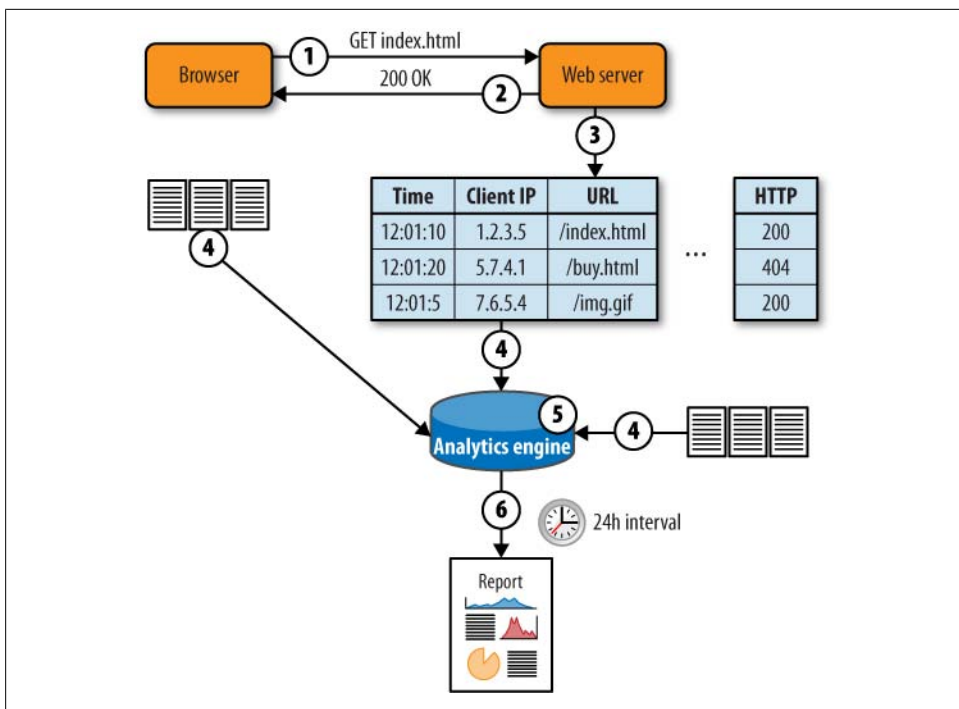 GET index.html
1
Browser
200 OK
2
Web server
3
Time Client IP URL HTTP
12:01:10 1.2.3.5 /index.html 200
12:01:20 5.7.4.1 /buy.html ... 404
12:01:5 7.6.5.4 /img.gif 200
4
4
5
Analytics engine
4
6
24h interval
Report